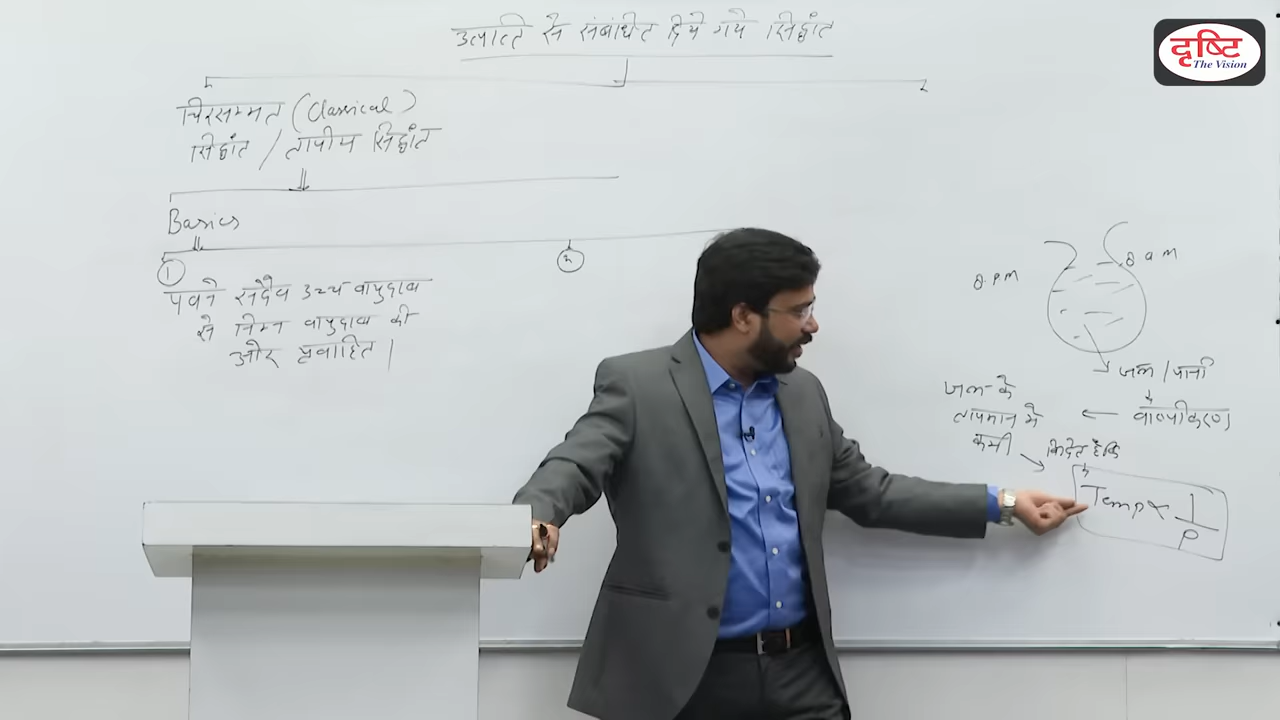 उत्पत्ति से संबंधित दिये गये सिद्धांत
दृष्टि
The Vision
चिरसम्मत (Classical)
सिद्धांत / तापीय सिद्धांत
Basics
1
2
पवनें सदैव उच्च वायुदाब
से निम्न वायुदाब की
ओर प्रवाहित।
8 PM
8 am
जल / पानी
वाष्पीकरण
जल के
तापमान में
कमी
Temp ∝ 1/P